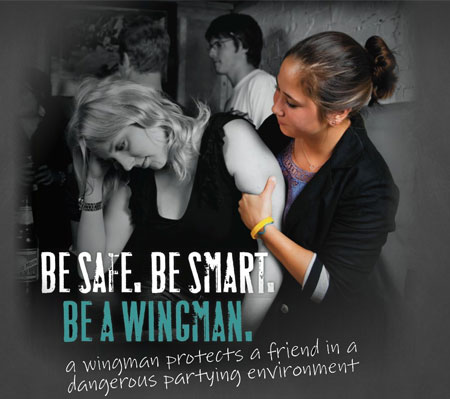 BE SAFE. BE SMART.
BE A WINGMAN.
a wingman protects a friend in a
dangerous partying environment